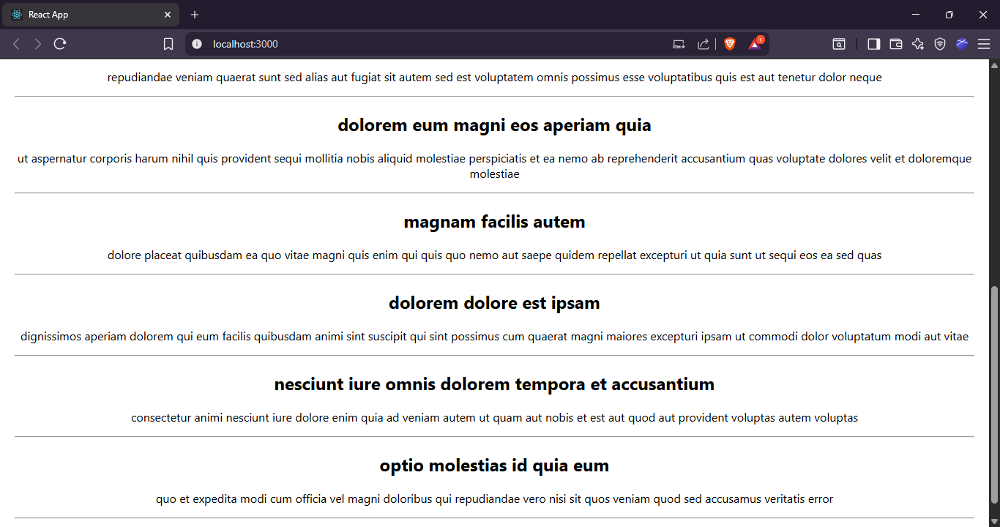 React App
localhost:3000
1
repudiandae veniam quaerat sunt sed alias aut fugiat sit autem sed est voluptatem omnis possimus esse voluptatibus quis est aut tenetur dolor neque
dolorem eum magni eos aperiam quia
ut aspernatur corporis harum nihil quis provident sequi mollitia nobis aliquid molestiae perspiciatis et ea nemo ab reprehenderit accusantium quas voluptate dolores velit et doloremque
molestiae
magnam facilis autem
dolore placeat quibusdam ea quo vitae magni quis enim qui quis quo nemo aut saepe quidem repellat excepturi ut quia sunt ut sequi eos ea sed quas
dolorem dolore est ipsam
dignissimos aperiam dolorem qui eum facilis quibusdam animi sint suscipit qui sint possimus cum quaerat magni maiores excepturi ipsam ut commodi dolor voluptatum modi aut vitae
nesciunt iure omnis dolorem tempora et accusantium
consectetur animi nesciunt iure dolore enim quia ad veniam autem ut quam aut nobis et est aut quod aut provident voluptas autem voluptas
optio molestias id quia eum
quo et expedita modi cum officia vel magni doloribus qui repudiandae vero nisi sit quos veniam quod sed accusamus veritatis error